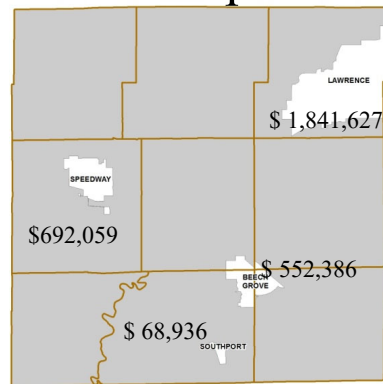 LAWRENCE
$ 1,841,627
SPEEDWAY
$692,059
BEECH
GROVE
$ 552,386
$ 68,936
SOUTHPORT